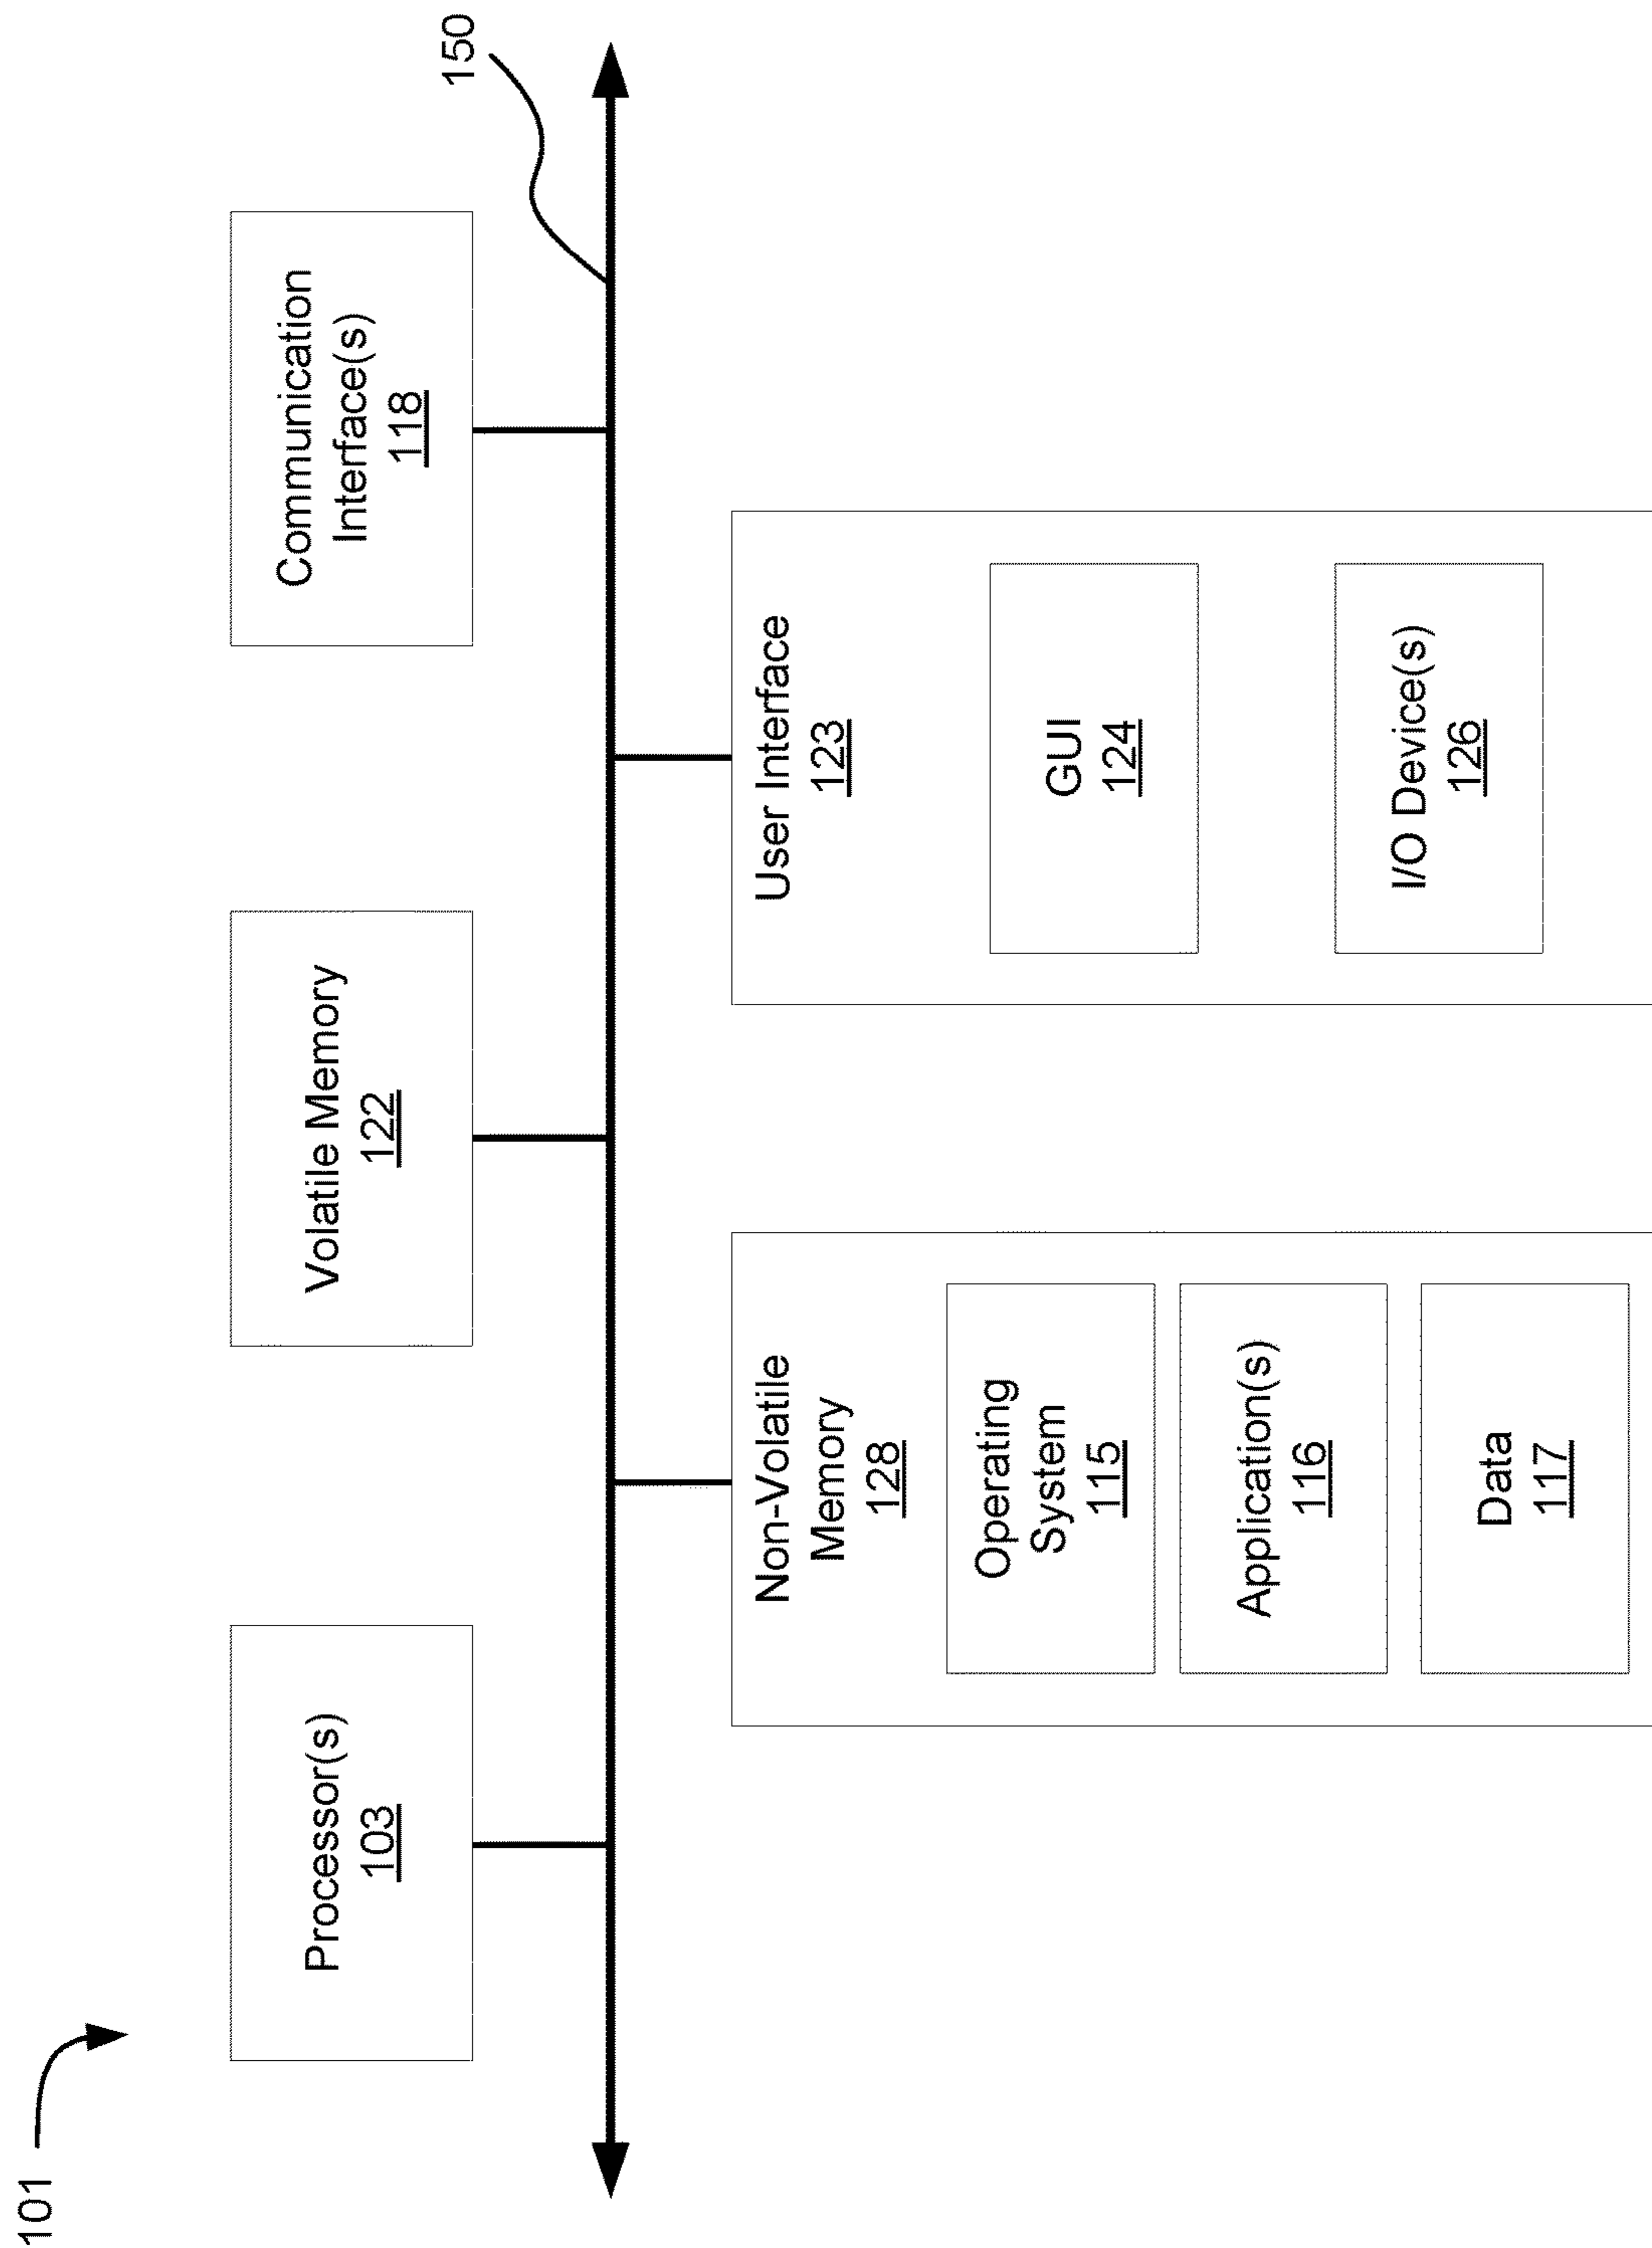 101
Processor(s)
103
Volatile Memory
122
Communication
Interface(s)
118
150
Non-Volatile
Memory
128
Operating
System
115
Application(s)
116
Data
117
User Interface
123
GUI
124
I/O Device(s)
126